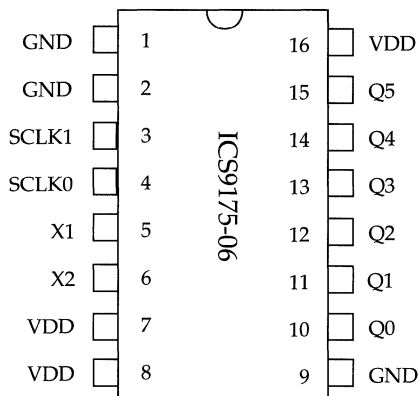 GND 1 16 VDD
GND 2 15 Q5
SCLK1 3 14 Q4
SCLK0 4 13 Q3
X1 5 12 Q2
X2 6 11 Q1
VDD 7 10 Q0
VDD 8 9 GND
ICS9175-06